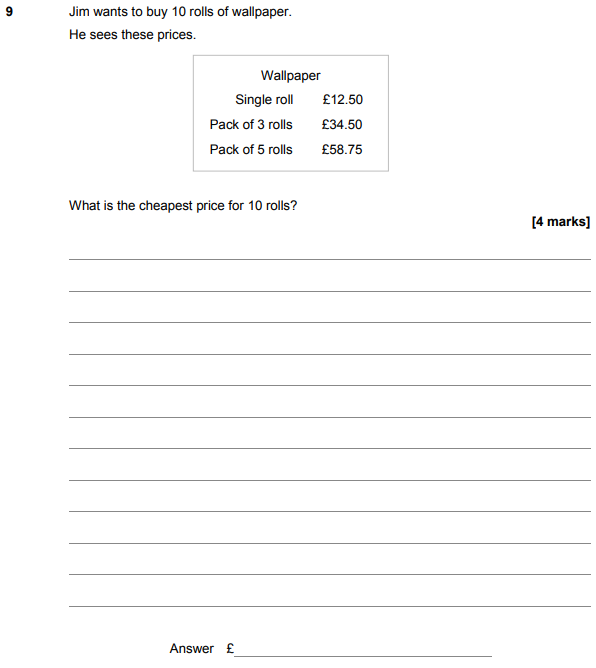 9 Jim wants to buy 10 rolls of wallpaper.
He sees these prices.
Wallpaper
Single roll £12.50
Pack of 3 rolls £34.50
Pack of 5 rolls £58.75
What is the cheapest price for 10 rolls?
[4 marks]
Answer £